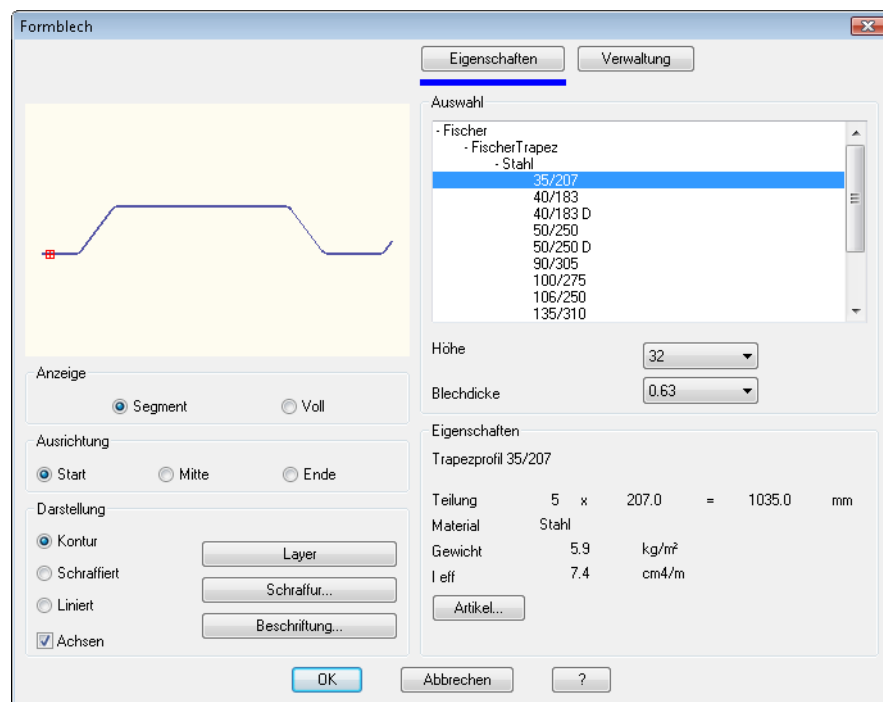 Formblech
Eigenschaften Verwaltung
Auswahl
- Fischer
- FischerTrapez
- Stahl
35/207
40/183
40/183 D
50/250
50/250 D
90/305
100/275
106/250
135/310
Höhe 32
Blechdicke 0.63
Anzeige
Segment Voll
Ausrichtung
Start Mitte Ende
Darstellung
Kontur
Schraffiert
Liniert
Achsen
Layer
Schraffur...
Beschriftung...
Eigenschaften
Trapezprofil 35/207
Teilung 5 x 207.0 = 1035.0 mm
Material Stahl
Gewicht 5.9 kg/m²
I eff 7.4 cm4/m
Artikel...
OK Abbrechen ?